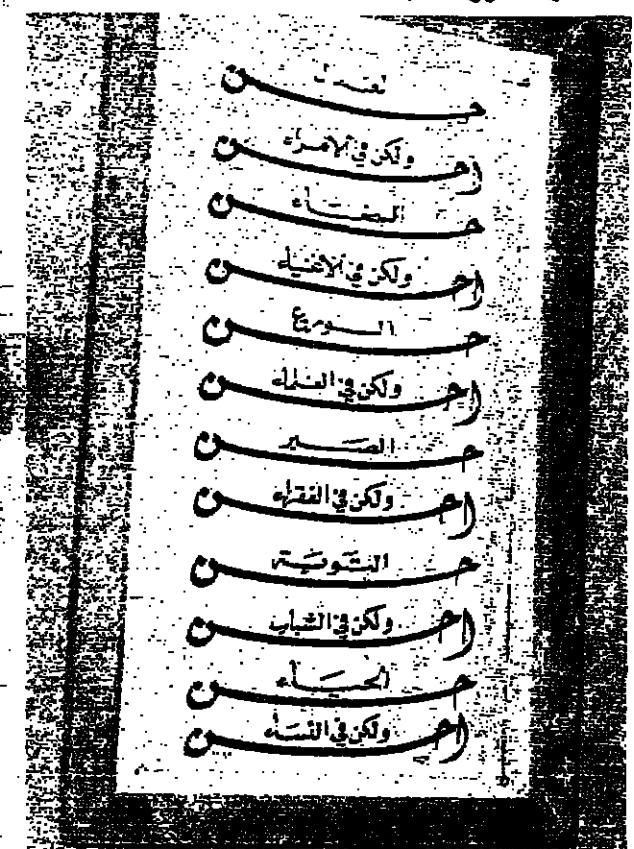 العدل حسن
ولكن في الأمراء أحسن
السخاء حسن
ولكن في الأغنياء أحسن
الورع حسن
ولكن في العلماء أحسن
الصبر حسن
ولكن في الفقراء أحسن
التوبة حسن
ولكن في الشباب أحسن
الحياء حسن
ولكن في النساء أحسن